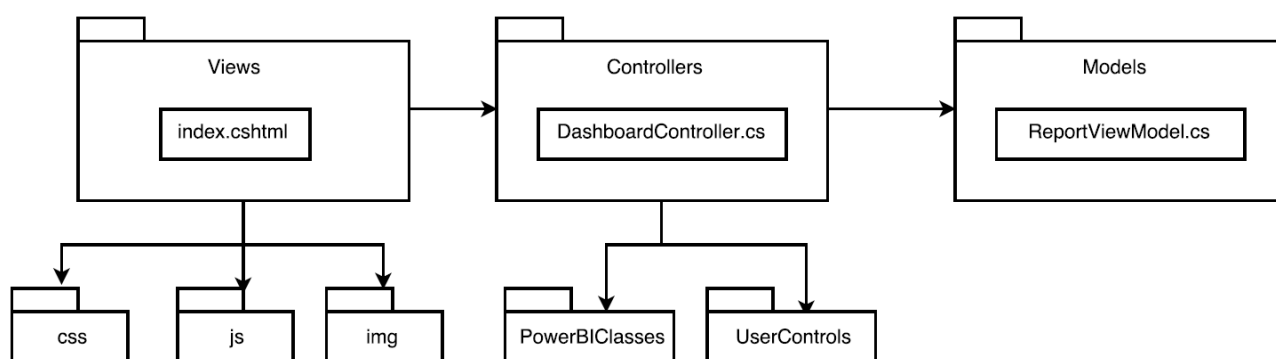 Views
Controllers
Models
index.cshtml
DashboardController.cs
ReportViewModel.cs
css
js
img
PowerBIClasses
UserControls